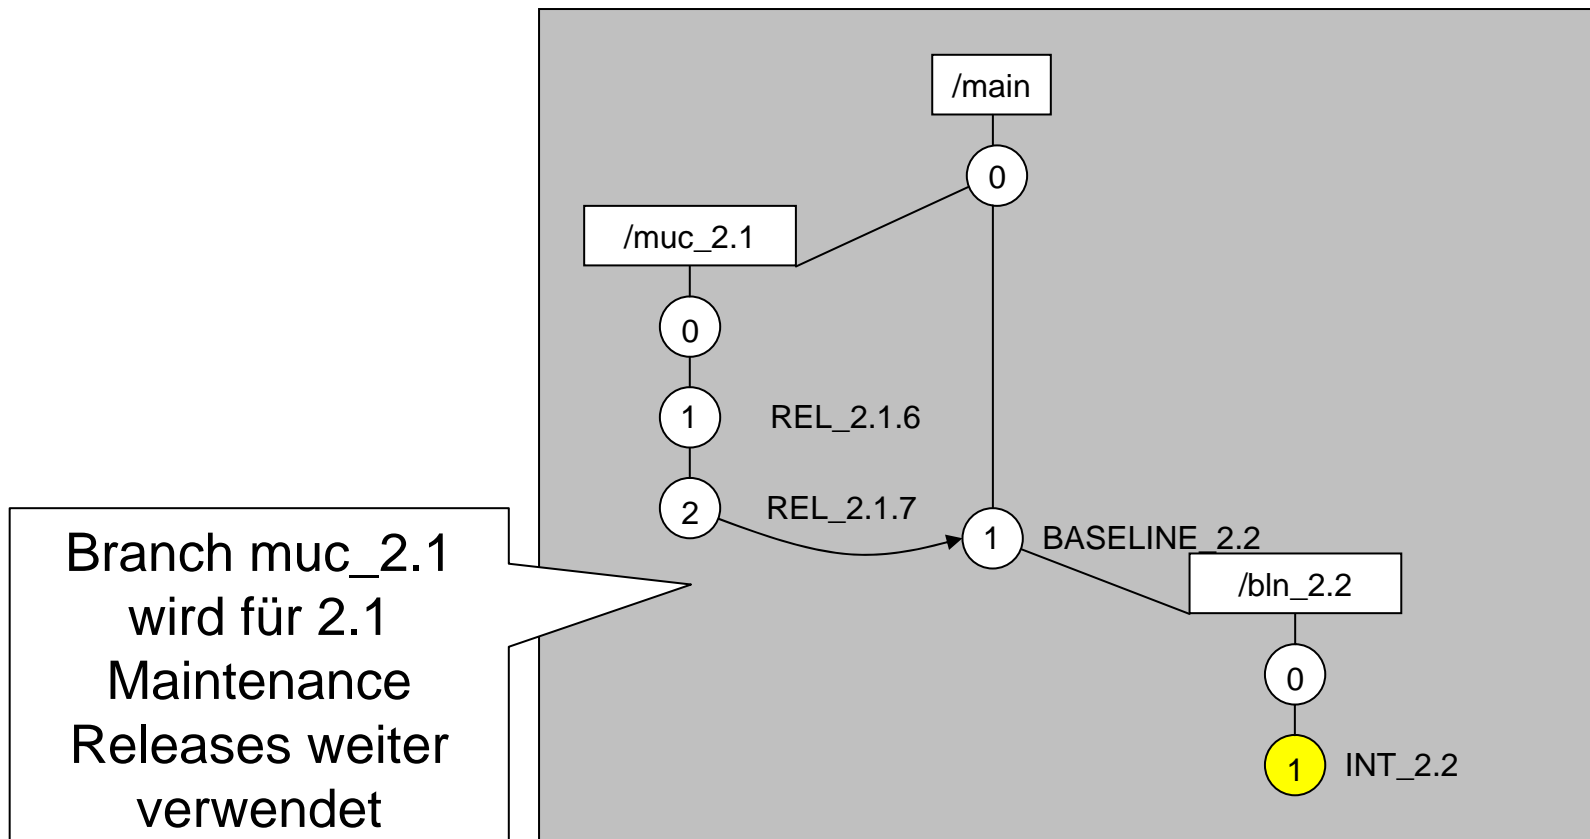 /main
0
/muc_2.1
0
1 REL_2.1.6
2 REL_2.1.7
1 BASELINE_2.2
/bln_2.2
0
1 INT_2.2
Branch muc_2.1
wird für 2.1
Maintenance
Releases weiter
verwendet